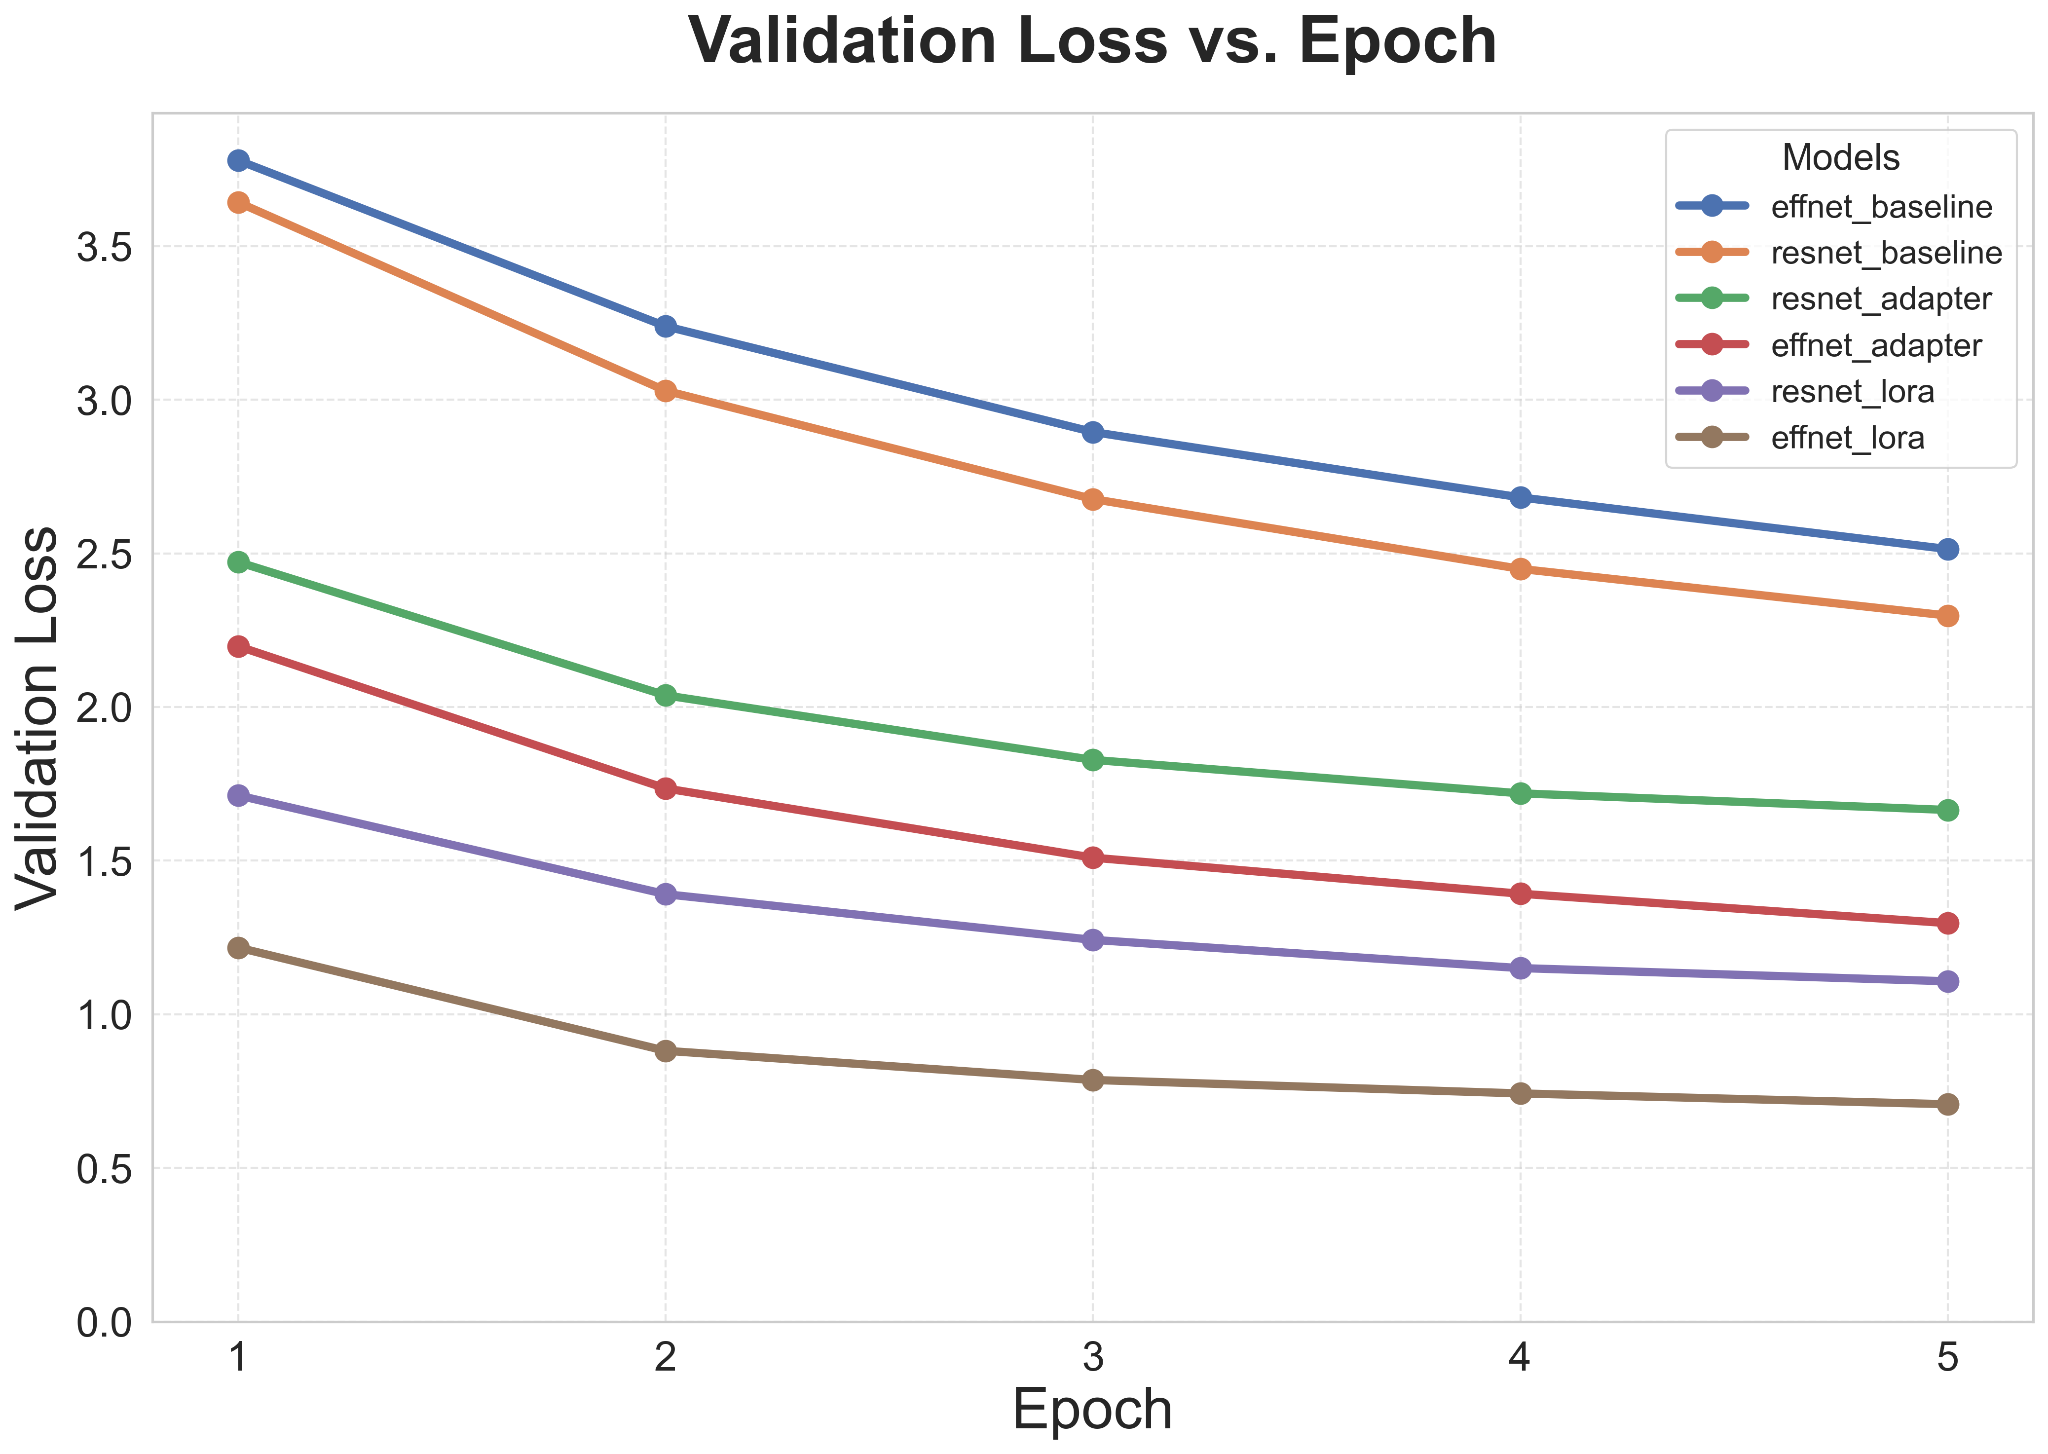 Validation Loss vs. Epoch
Models
effnet_baseline
resnet_baseline
resnet_adapter
effnet_adapter
resnet_lora
effnet_lora
Validation Loss
3.5
3.0
2.5
2.0
1.5
1.0
0.5
0.0
1 2 3 4 5
Epoch